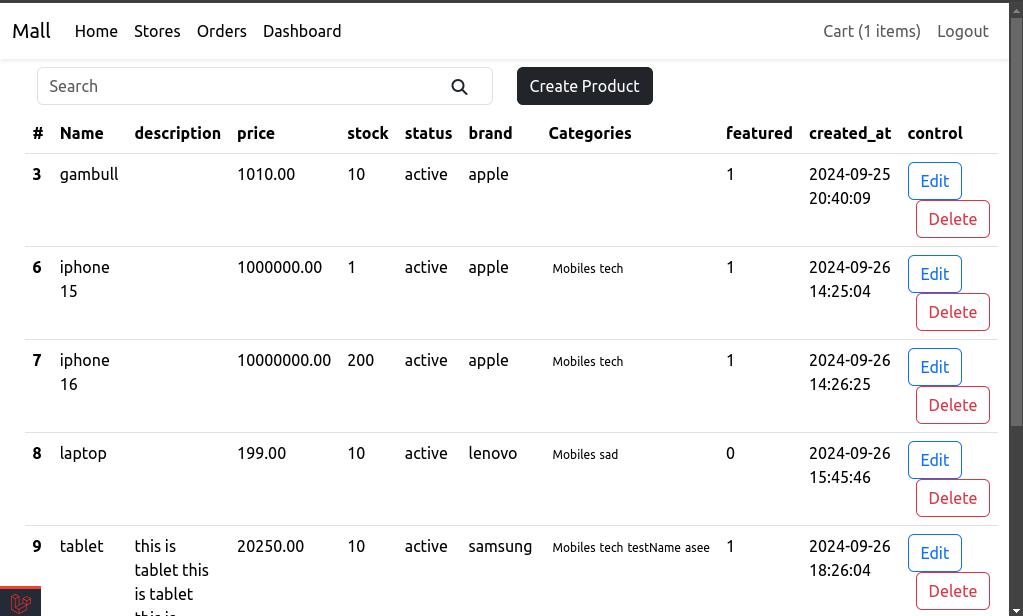 Mall Home Stores Orders Dashboard Cart (1 items) Logout
Search Create Product
# Name description price stock status brand Categories featured created_at control
3 gambull 1010.00 10 active apple 1 2024-09-25 Edit
20:40:09
Delete
6 iphone 1000000.00 1 active apple Mobiles tech 1 2024-09-26 Edit
15 14:25:04
Delete
7 iphone 10000000.00 200 active apple Mobiles tech 1 2024-09-26 Edit
16 14:26:25
Delete
8 laptop 199.00 10 active lenovo Mobiles sad 0 2024-09-26 Edit
15:45:46
Delete
9 tablet this is 20250.00 10 active samsung Mobiles tech testName asee 1 2024-09-26 Edit
tablet this 18:26:04
is tablet Delete
this is